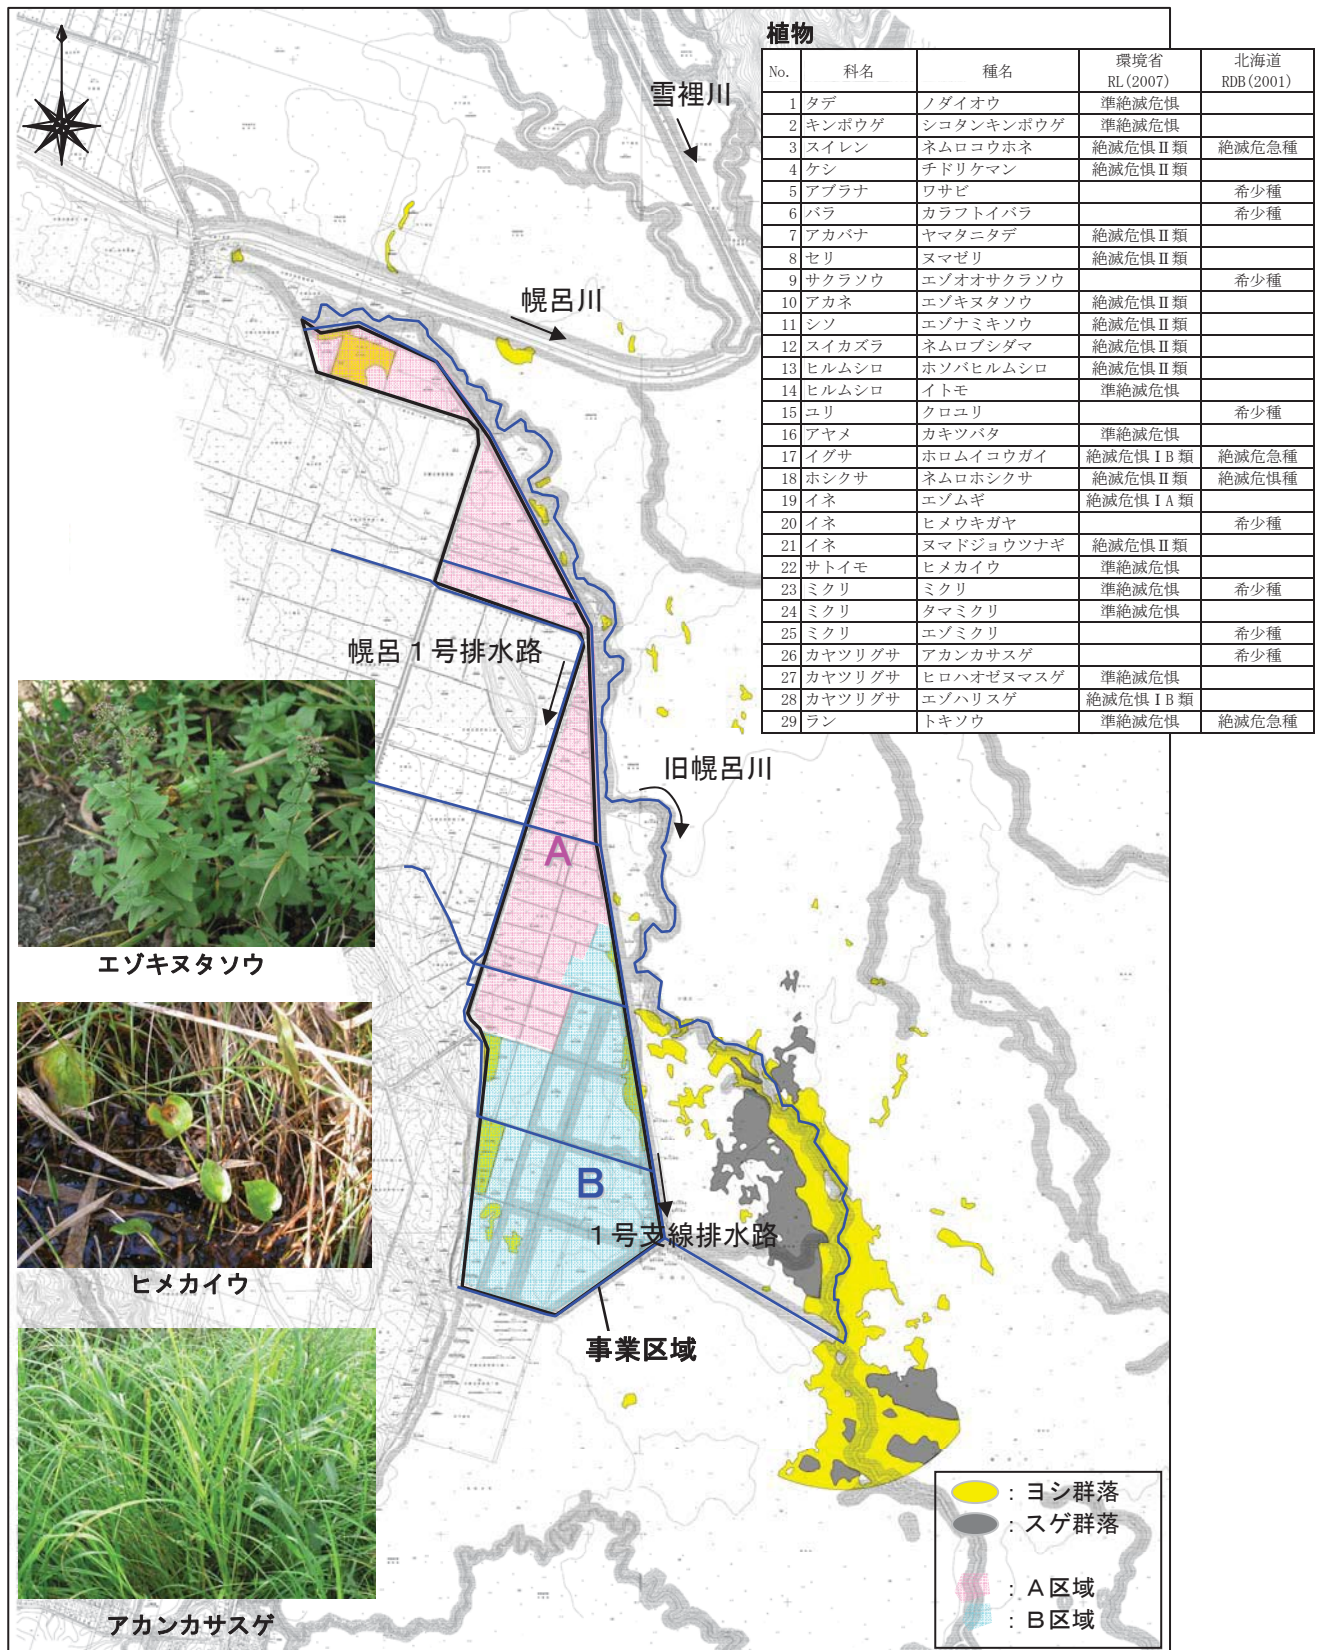 植物
No. 科名 種名 環境省 RL(2007) 北海道 RDB(2001)
1 タデ ノダイオウ 準絶滅危惧
2 キンポウゲ シコタンキンポウゲ 準絶滅危惧
3 スイレン ネムロコウホネ 絶滅危惧Ⅱ類 絶滅危急種
4 ケシ チドリケマン 絶滅危惧Ⅱ類
5 アブラナ ワサビ 希少種
6 バラ カラフトイバラ 希少種
7 アカバナ ヤマタニタデ 絶滅危惧Ⅱ類
8 セリ ヌマゼリ 絶滅危惧Ⅱ類
9 サクラソウ エゾオオサクラソウ 希少種
10 アカネ エゾキヌタソウ 絶滅危惧Ⅱ類
11 シソ エゾナミキソウ 絶滅危惧Ⅱ類
12 スイカズラ ネムロブシダマ 絶滅危惧Ⅱ類
13 ヒルムシロ ホソバヒルムシロ 絶滅危惧Ⅱ類
14 ヒルムシロ イトモ 準絶滅危惧
15 ユリ クロユリ 希少種
16 アヤメ カキツバタ 準絶滅危惧
17 イグサ ホロムイコウガイ 絶滅危惧ⅠB類 絶滅危急種
18 ホシクサ ネムロホシクサ 絶滅危惧Ⅱ類 絶滅危惧種
19 イネ エゾムギ 絶滅危惧ⅠA類
20 イネ ヒメウキガヤ 希少種
21 イネ ヌマドジョウツナギ 絶滅危惧Ⅱ類
22 サトイモ ヒメカイウ 準絶滅危惧
23 ミクリ ミクリ 準絶滅危惧 希少種
24 ミクリ タマミクリ 準絶滅危惧
25 ミクリ エゾミクリ 希少種
26 カヤツリグサ アカンカサスゲ 希少種
27 カヤツリグサ ヒロハオゼヌマスゲ 準絶滅危惧
28 カヤツリグサ エゾハリスゲ 絶滅危惧ⅠB類
29 ラン トキソウ 準絶滅危惧 絶滅危急種
雪裡川
幌呂川
幌呂1号排水路
旧幌呂川
A
エゾキヌタソウ
B
1号支線排水路
ヒメカイウ
事業区域
アカンカサスゲ
：ヨシ群落
：スゲ群落
：A区域
：B区域